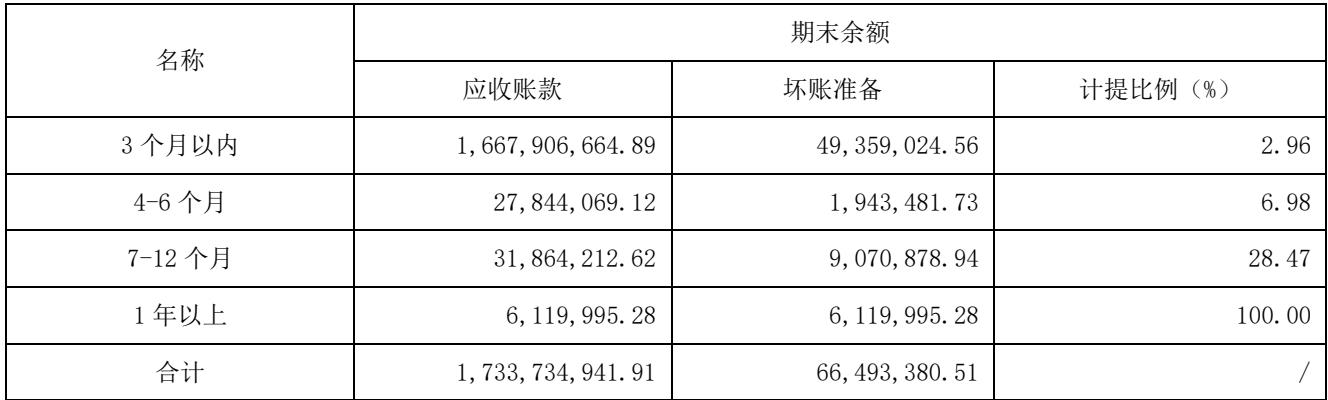 名称 期末余额
应收账款 坏账准备 计提比例（%）
3 个月以内 1,667,906,664.89 49,359,024.56 2.96
4-6 个月 27,844,069.12 1,943,481.73 6.98
7-12 个月 31,864,212.62 9,070,878.94 28.47
1 年以上 6,119,995.28 6,119,995.28 100.00
合计 1,733,734,941.91 66,493,380.51 /